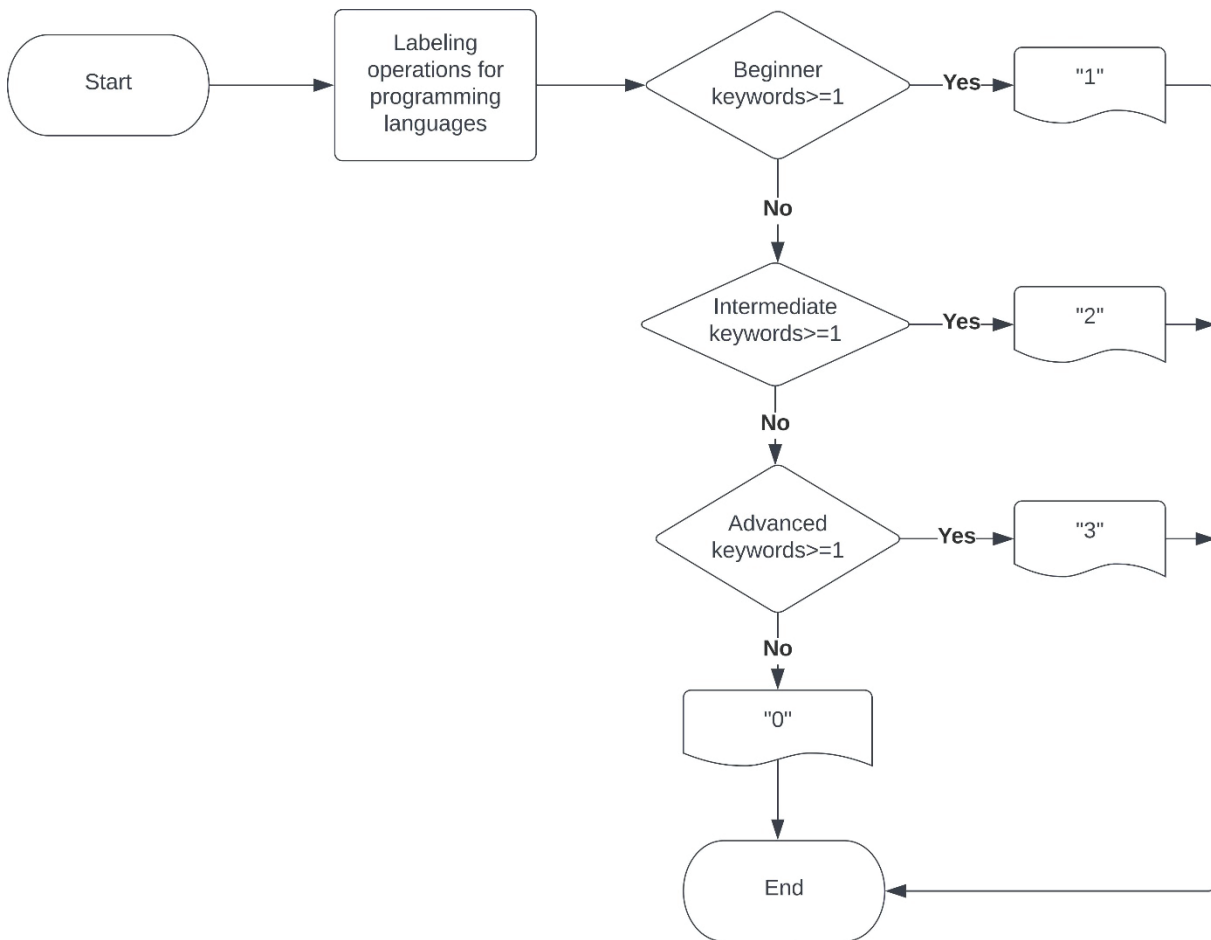 Start
Labeling
operations for
programming
languages
Beginner
keywords>=1
Yes
"1"
No
Intermediate
keywords>=1
Yes
"2"
No
Advanced
keywords>=1
Yes
"3"
No
"0"
End